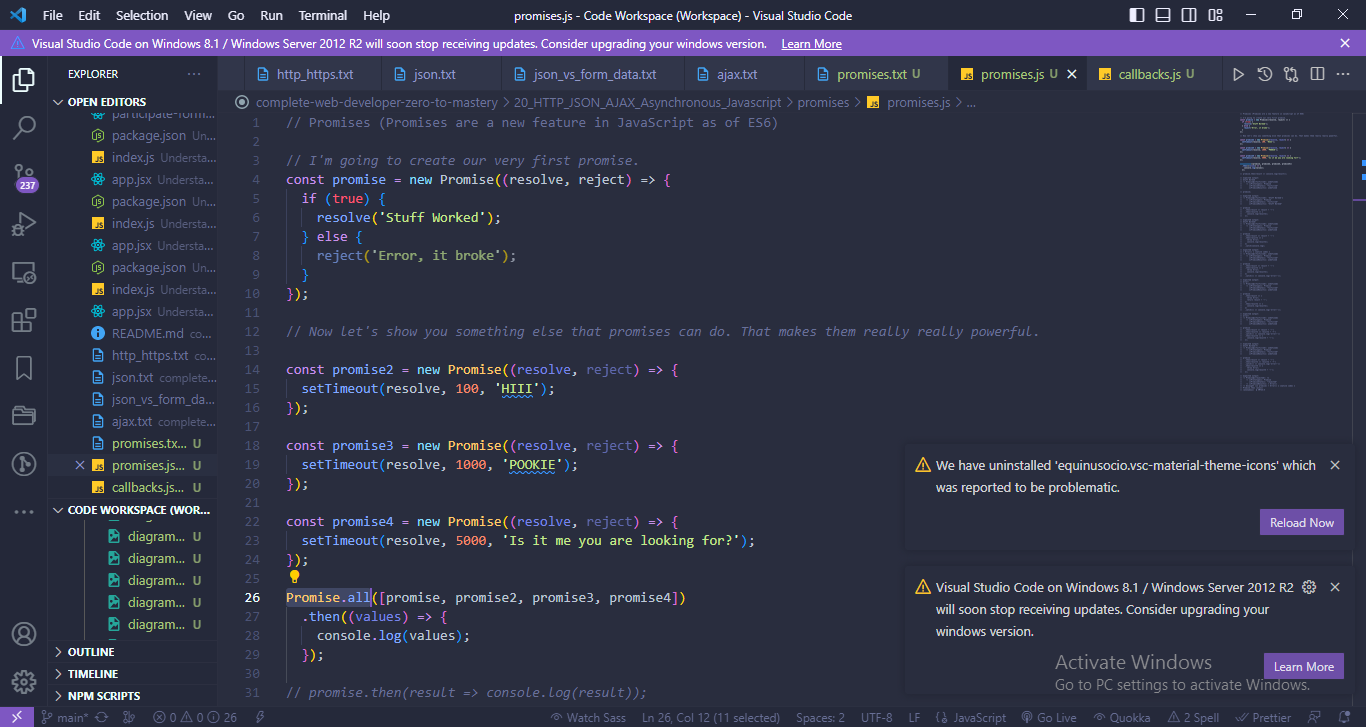 File Edit Selection View Go Run Terminal Help promises.js - Code Workspace (Workspace) - Visual Studio Code
Visual Studio Code on Windows 8.1 / Windows Server 2012 R2 will soon stop receiving updates. Consider upgrading your windows version. Learn More
EXPLORER ···
http_https.txt json.txt json_vs_form_data.txt ajax.txt promises.txt U promises.js U callbacks.js U
complete-web-developer-zero-to-mastery > 20_HTTP_JSON_AJAX_Asynchronous_Javascript > promises > JS promises.js > ...
OPEN EDITORS
participate-form...
package.json Un...
index.js Understa...
app.jsx Understa...
package.json Un...
index.js Understa...
app.jsx Understa...
package.json Un...
index.js Understa...
app.jsx Understa...
README.md co...
http_https.txt co...
json.txt complete...
json_vs_form_da...
ajax.txt complete...
promises.tx... U
promises.js... U
callbacks.js... U
CODE WORKSPACE (WOR...
diagram... U
diagram... U
diagram... U
diagram... U
diagram... U
OUTLINE
TIMELINE
NPM SCRIPTS
237
1 // Promises (Promises are a new feature in JavaScript as of ES6)
2
3 // I'm going to create our very first promise.
4 const promise = new Promise((resolve, reject) => {
5 if (true) {
6 resolve('Stuff Worked');
7 } else {
8 reject('Error, it broke');
9 }
10 });
11
12 // Now let's show you something else that promises can do. That makes them really really powerful.
13
14 const promise2 = new Promise((resolve, reject) => {
15 setTimeout(resolve, 100, 'HIII');
16 });
17
18 const promise3 = new Promise((resolve, reject) => {
19 setTimeout(resolve, 1000, 'POOKIE');
20 });
21
22 const promise4 = new Promise((resolve, reject) => {
23 setTimeout(resolve, 5000, 'Is it me you are looking for?');
24 });
25
26 Promise.all([promise, promise2, promise3, promise4])
27 .then((values) => {
28 console.log(values);
29 });
30
31 // promise.then(result => console.log(result));
We have uninstalled 'equinusocio.vsc-material-theme-icons' which
was reported to be problematic.
Reload Now
Visual Studio Code on Windows 8.1 / Windows Server 2012 R2
will soon stop receiving updates. Consider upgrading your
windows version.
Learn More
Activate Windows
Go to PC settings to activate Windows.
main* 0 0 26 Watch Sass Ln 26, Col 12 (11 selected) Spaces: 2 UTF-8 LF {} JavaScript Go Live Quokka 2 Spell Prettier